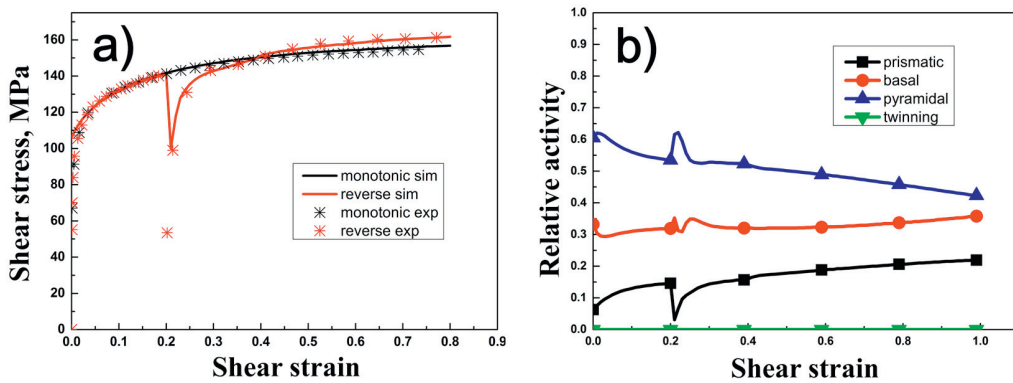 a)
160
140
120
100
80
60
40
20
0
Shear stress, MPa
monotonic sim
reverse sim
monotonic exp
reverse exp
0.0 0.1 0.2 0.3 0.4 0.5 0.6 0.7 0.8
Shear strain
b)
1.0
0.9
0.8
0.7
0.6
0.5
0.4
0.3
0.2
0.1
0.0
Relative activity
prismatic
basal
pyramidal
twinning
0.0 0.2 0.4 0.6 0.8 1.0
Shear strain